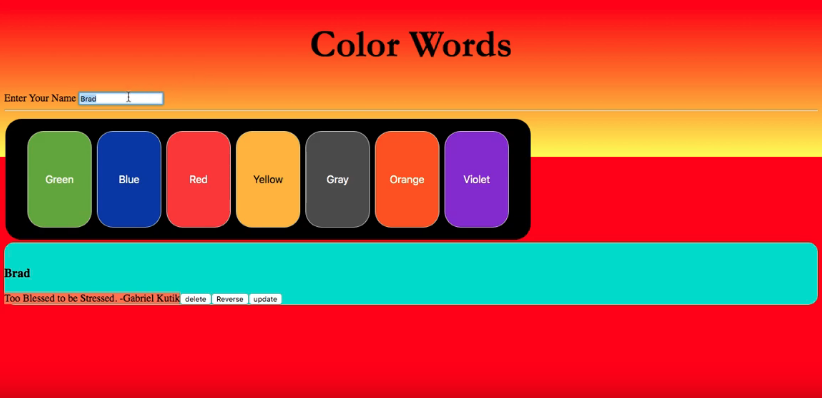 Color Words
Enter Your Name Brad
Green Blue Red Yellow Gray Orange Violet
Brad
Too Blessed to be Stressed. -Gabriel Kutik delete Reverse update